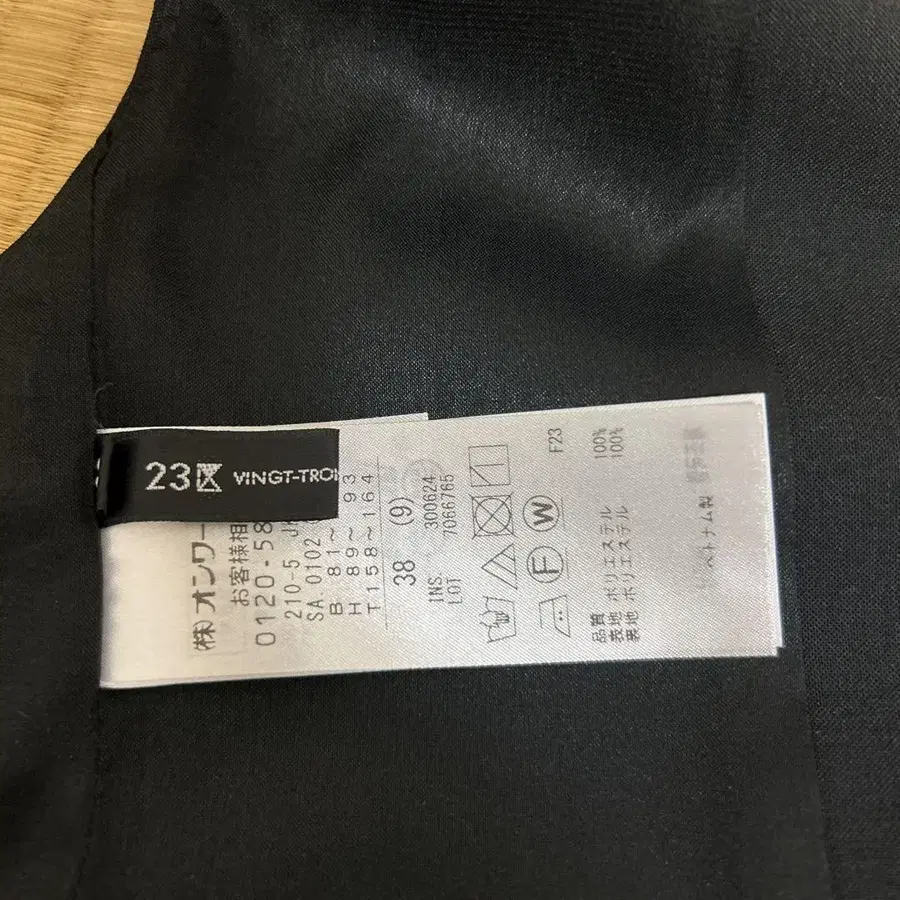 23区 VINGT-TROI
(株)オンワー
お客様相
0120-58
210-5 JK
SA.0102
B 81～ 93
H 89～
T158～164
38 (9)
INS. 300624
LOT 7066765
W
F
F23
品質
表地 ポリエステル 100%
裏地 ポリエステル 100%
ベトナム製